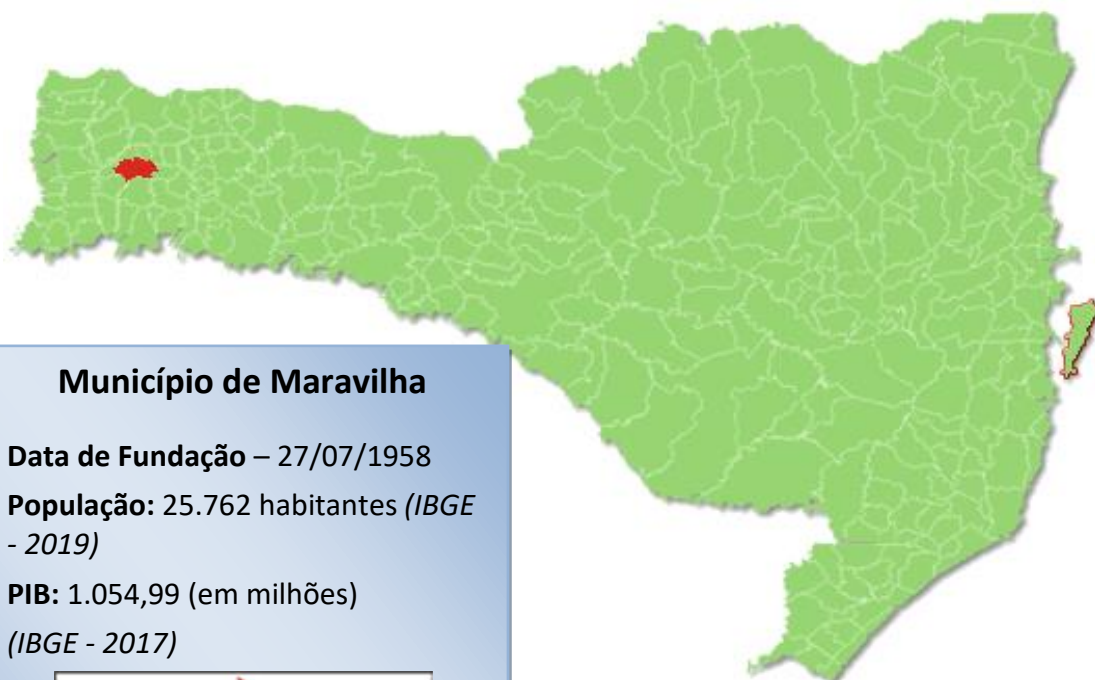 Município de Maravilha
Data de Fundação – 27/07/1958
População: 25.762 habitantes (IBGE
- 2019)
PIB: 1.054,99 (em milhões)
(IBGE - 2017)